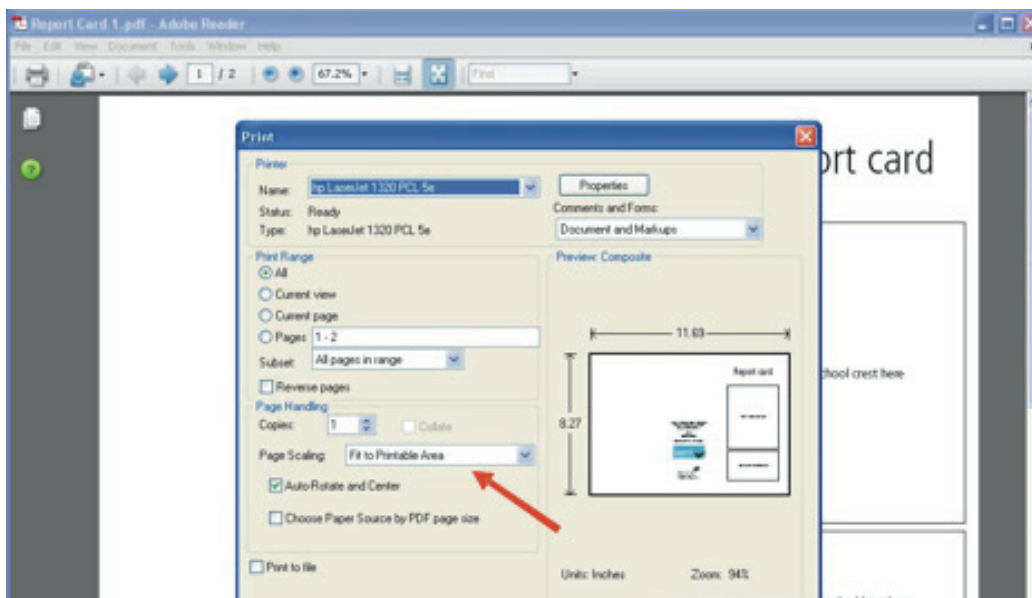 Report Card 1.pdf - Adobe Reader
File Edit View Document Tools Window Help
1 / 2 67.2% Find
Print
ort card
Printer
Name: hp LaserJet 1320 PCL 5e Properties
Status: Ready Comments and Forms:
Type: hp LaserJet 1320 PCL 5e Document and Markups
Print Range Preview: Composite
All
Current view
Current page
Pages 1 - 2
Subset: All pages in range
Reverse pages
11.69
8.27
Report card
chool crest here
Page Handling
Copies: 1 Collate
Page Scaling: Fit to Printable Area
Auto-Rotate and Center
Choose Paper Source by PDF page size
Print to file
Units: Inches Zoom: 94%